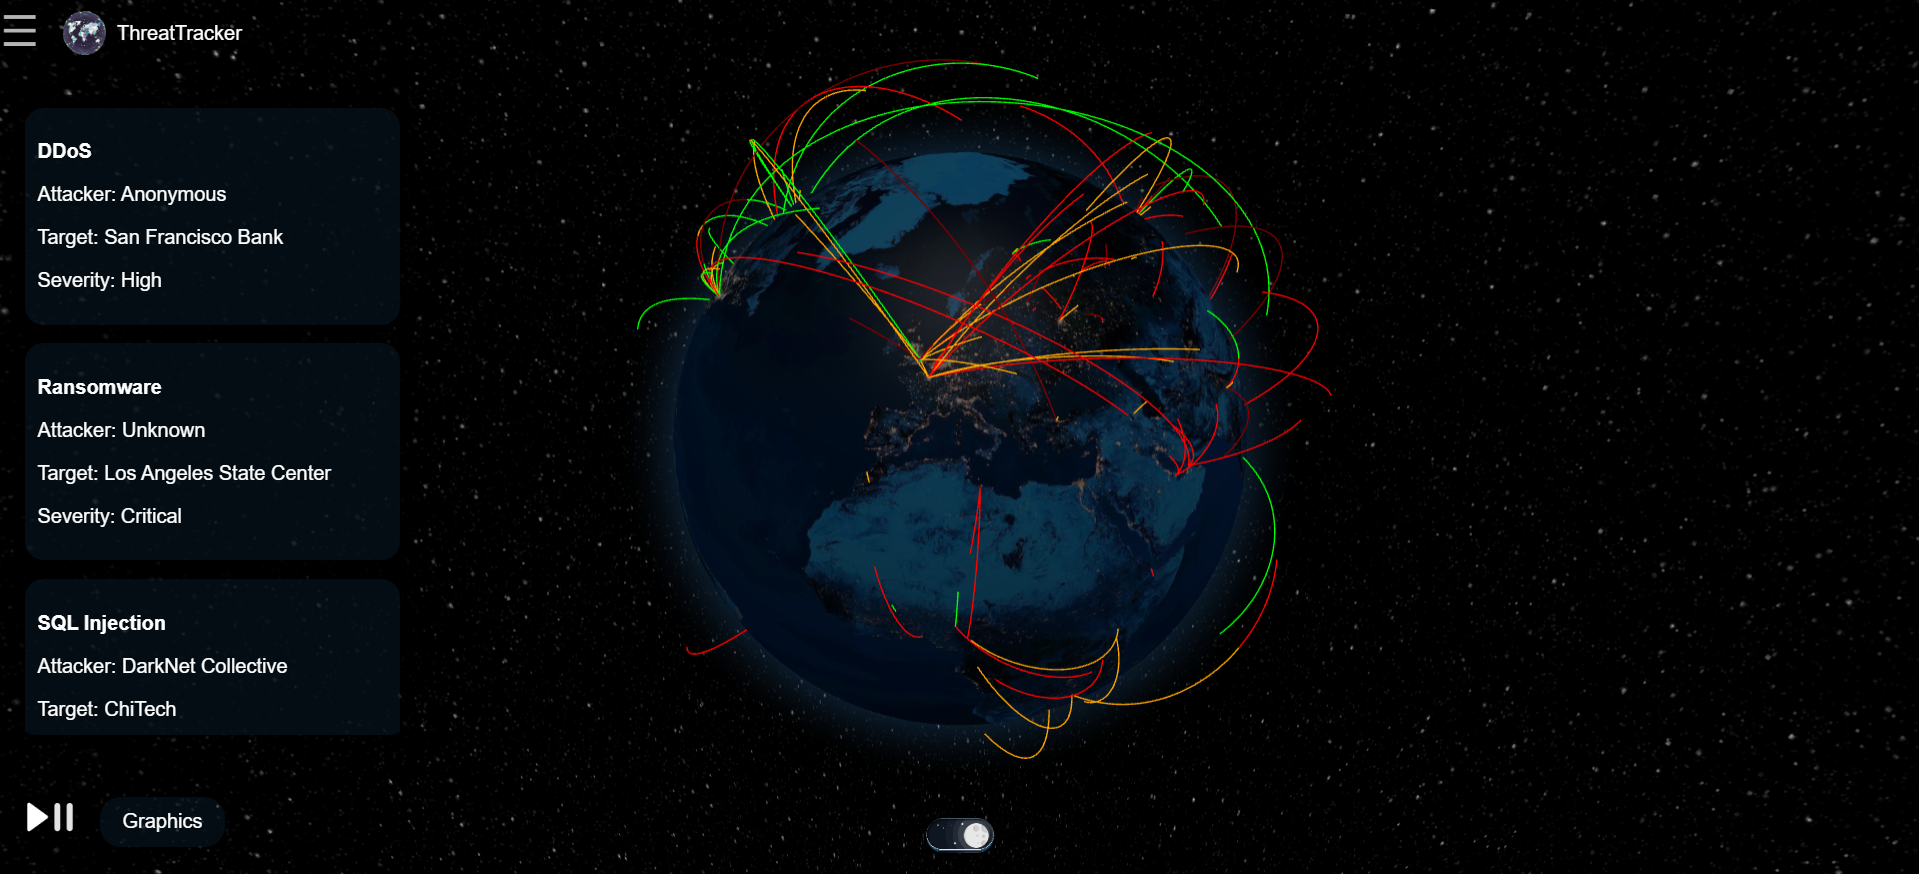 ThreatTracker
DDoS
Attacker: Anonymous
Target: San Francisco Bank
Severity: High
Ransomware
Attacker: Unknown
Target: Los Angeles State Center
Severity: Critical
SQL Injection
Attacker: DarkNet Collective
Target: ChiTech
Graphics